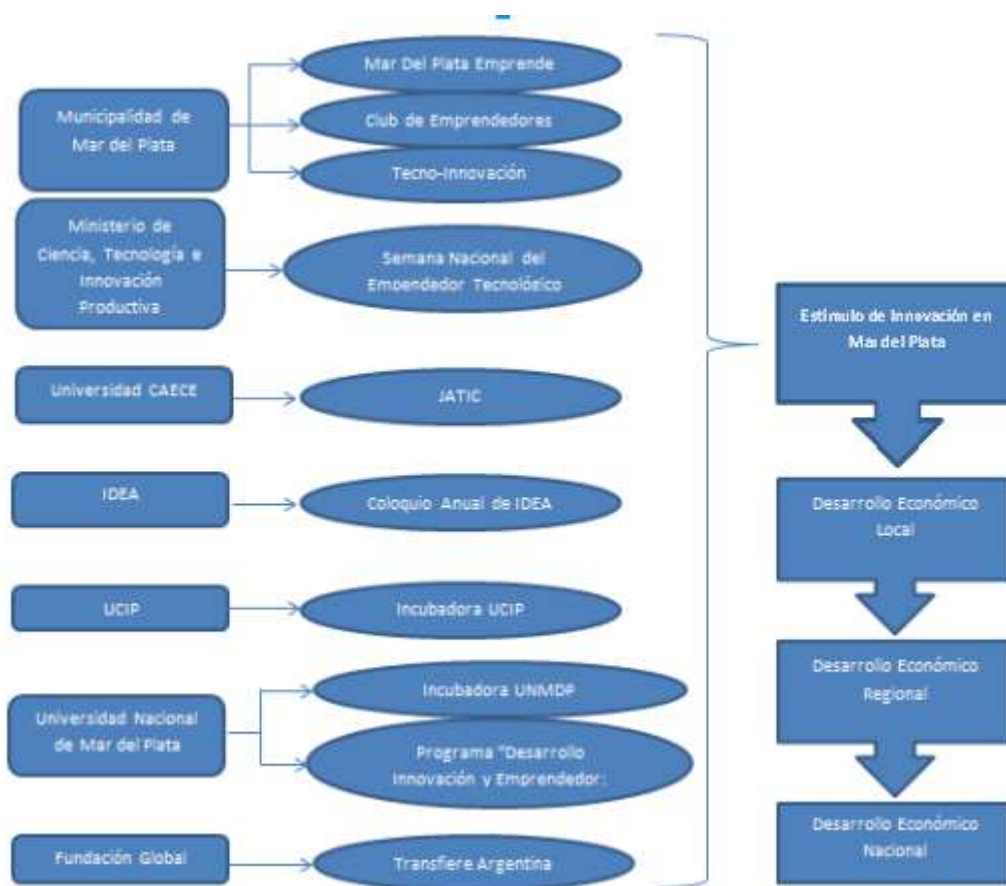 Municipalidad de
Mar del Plata
Mar Del Plata Emprende
Club de Emprendedores
Tecno-Innovación
Ministerio de
Ciencia, Tecnología e
Innovación
Productiva
Semana Nacional del
Empendedor Tecnológico
Universidad CAECE
JATIC
IDEA
Coloquio Anual de IDEA
UCIP
Incubadora UCIP
Universidad Nacional
de Mar del Plata
Incubadora UNMDP
Programa "Desarrollo
Innovación y Emprendedor:
Fundación Global
Transfiere Argentina
Estímulo de Innovación en
Mar del Plata
Desarrollo Económico
Local
Desarrollo Económico
Regional
Desarrollo Económico
Nacional